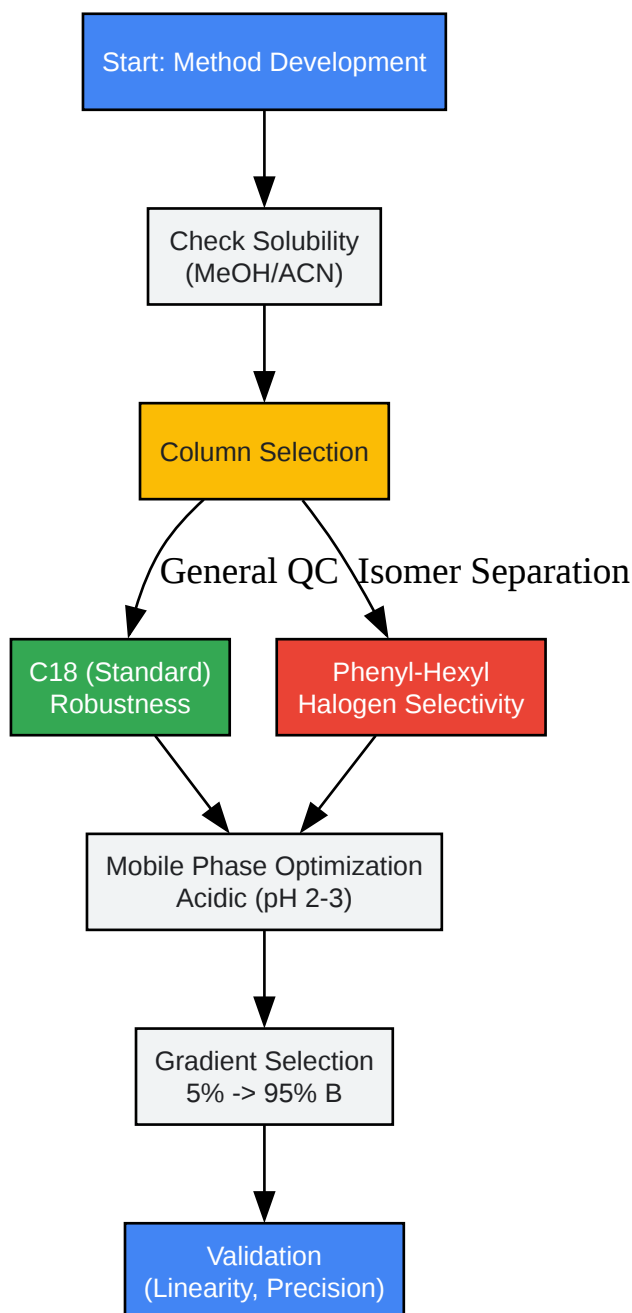 Start: Method Development
Check Solubility
(MeOH/ACN)
Column Selection
General QC
Isomer Separation
C18 (Standard)
Robustness
Phenyl-Hexyl
Halogen Selectivity
Mobile Phase Optimization
Acidic (pH 2-3)
Gradient Selection
5% -> 95% B
Validation
(Linearity, Precision)